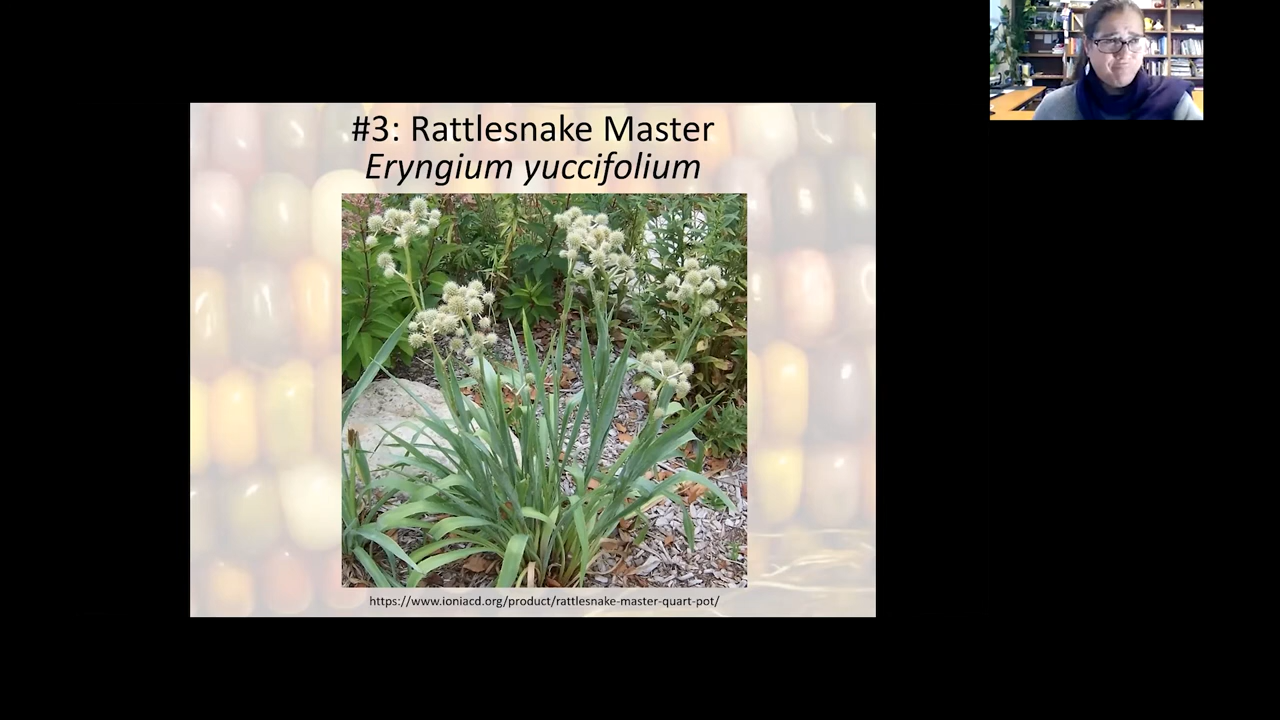 #3: Rattlesnake Master
Eryngium yuccifolium
https://www.ioniacd.org/product/rattlesnake-master-quart-pot/